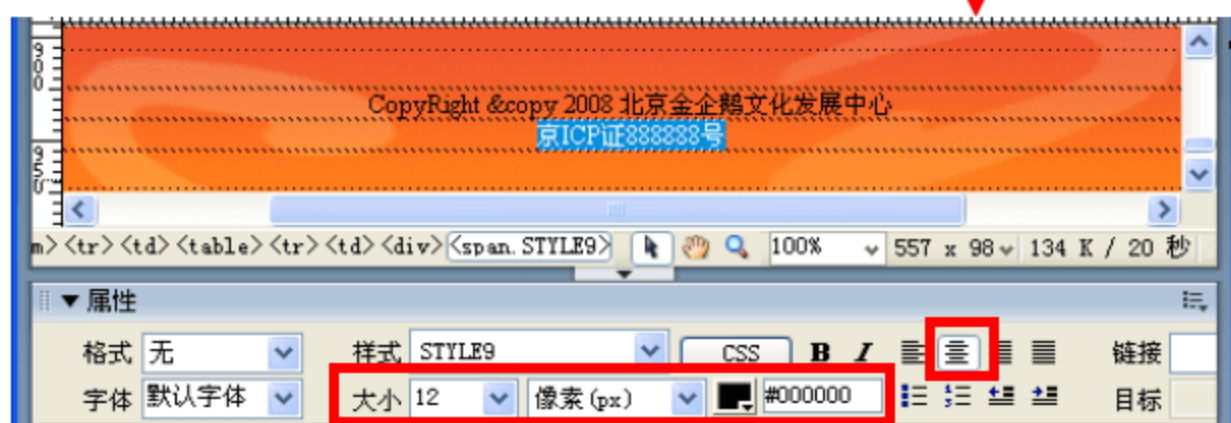 CopyRight &copy 2008 北京金企鹅文化发展中心
京ICP证888888号
m> <tr> <td> <table> <tr> <td> <div> <span.STYLE9> 100% 557 x 98 134 K / 20 秒
属性
格式 无 样式 STYLE9 CSS B I 链接
字体 默认字体 大小 12 像素(px) #000000 目标